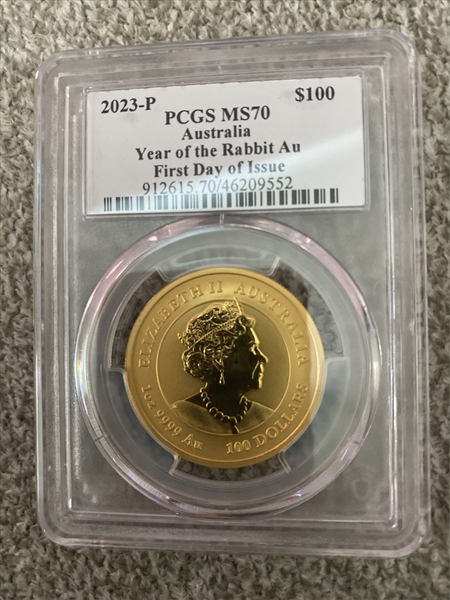 2023-P $100
PCGS MS70
Australia
Year of the Rabbit Au
First Day of Issue
912615.70/46209552
ELIZABETH II AUSTRALIA
1oz 9999 Au 100 DOLLARS